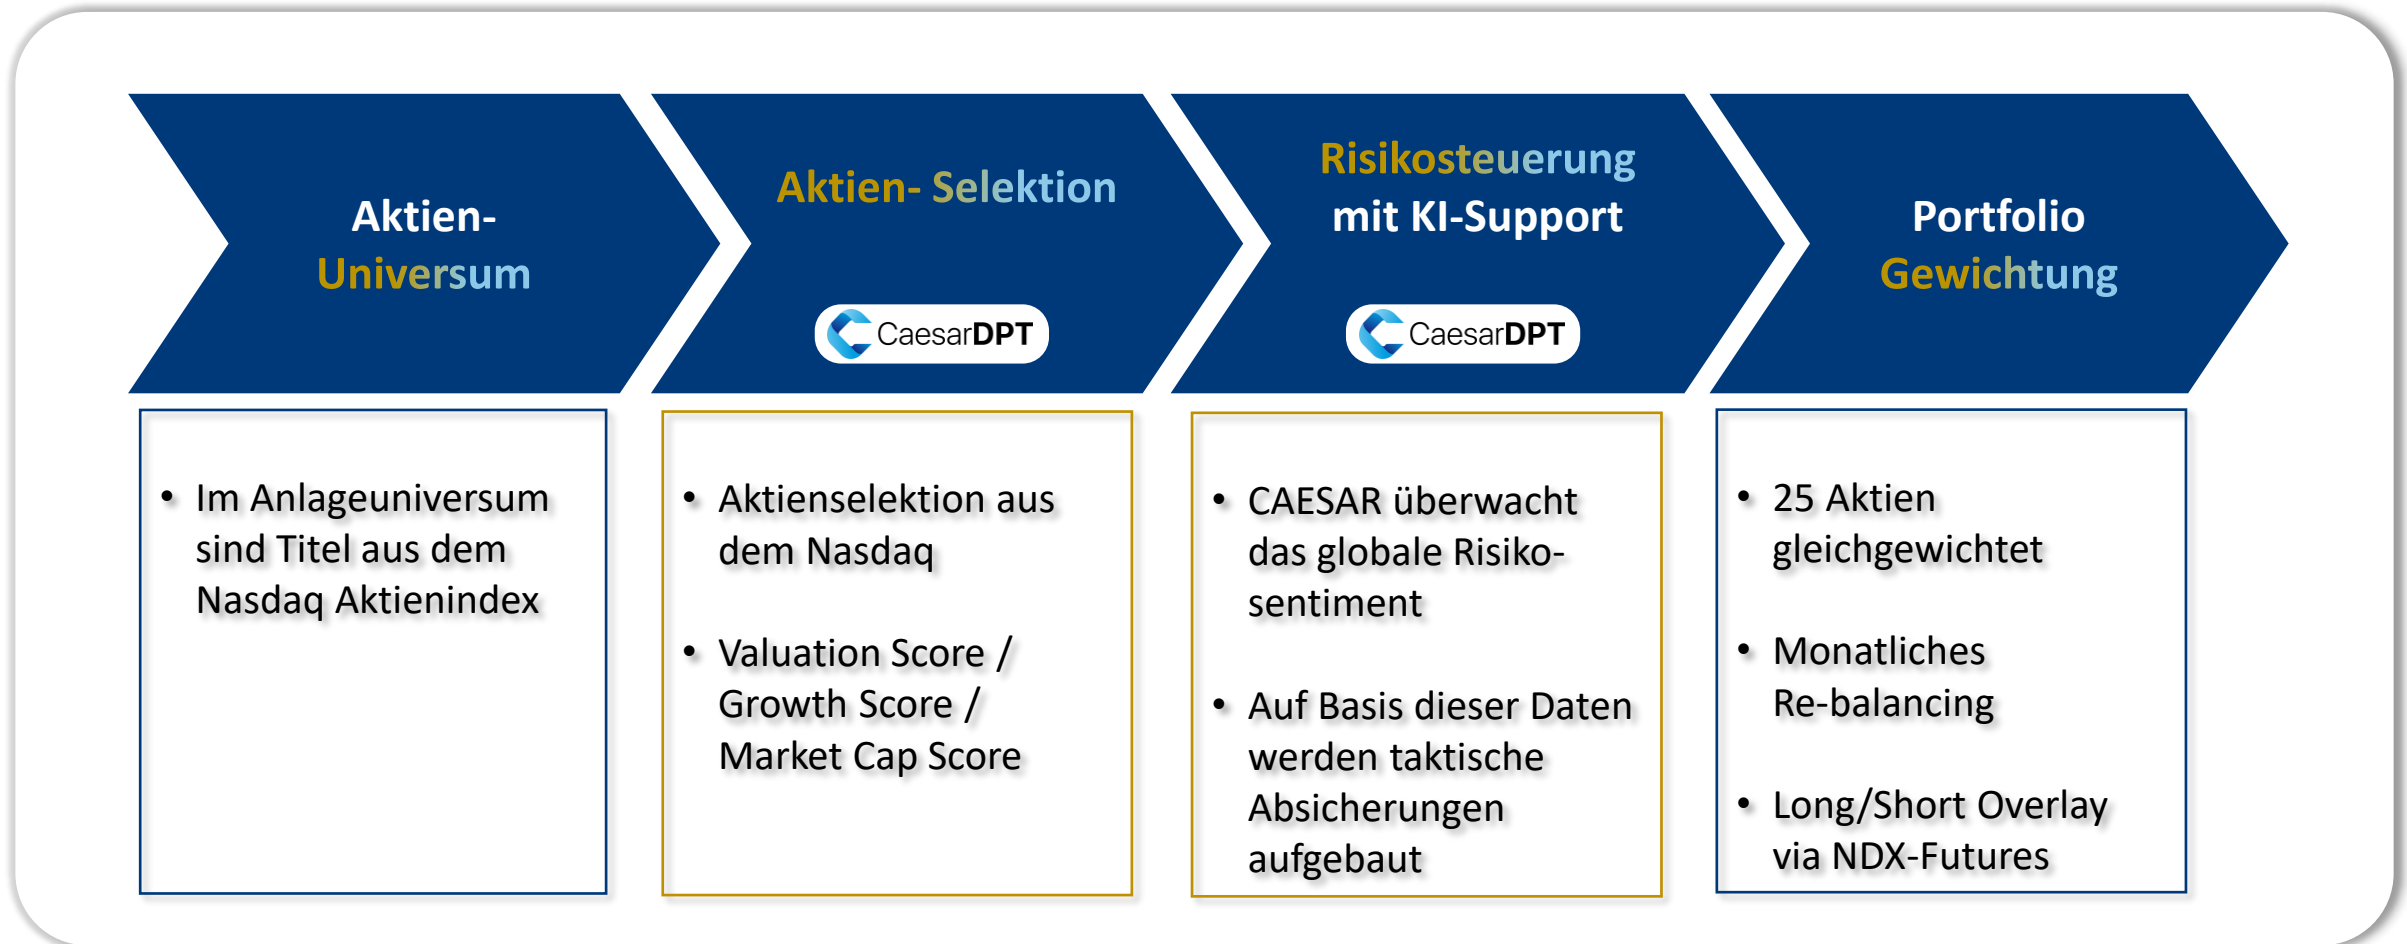 Aktien-
Universum
Aktien- Selektion
CaesarDPT
Risikosteuerung
mit KI-Support
CaesarDPT
Portfolio
Gewichtung
• Im Anlageuniversum
sind Titel aus dem
Nasdaq Aktienindex
• Aktienselektion aus
dem Nasdaq
• Valuation Score /
Growth Score /
Market Cap Score
• CAESAR überwacht
das globale Risiko-
sentiment
• Auf Basis dieser Daten
werden taktische
Absicherungen
aufgebaut
• 25 Aktien
gleichgewichtet
• Monatliches
Re-balancing
• Long/Short Overlay
via NDX-Futures